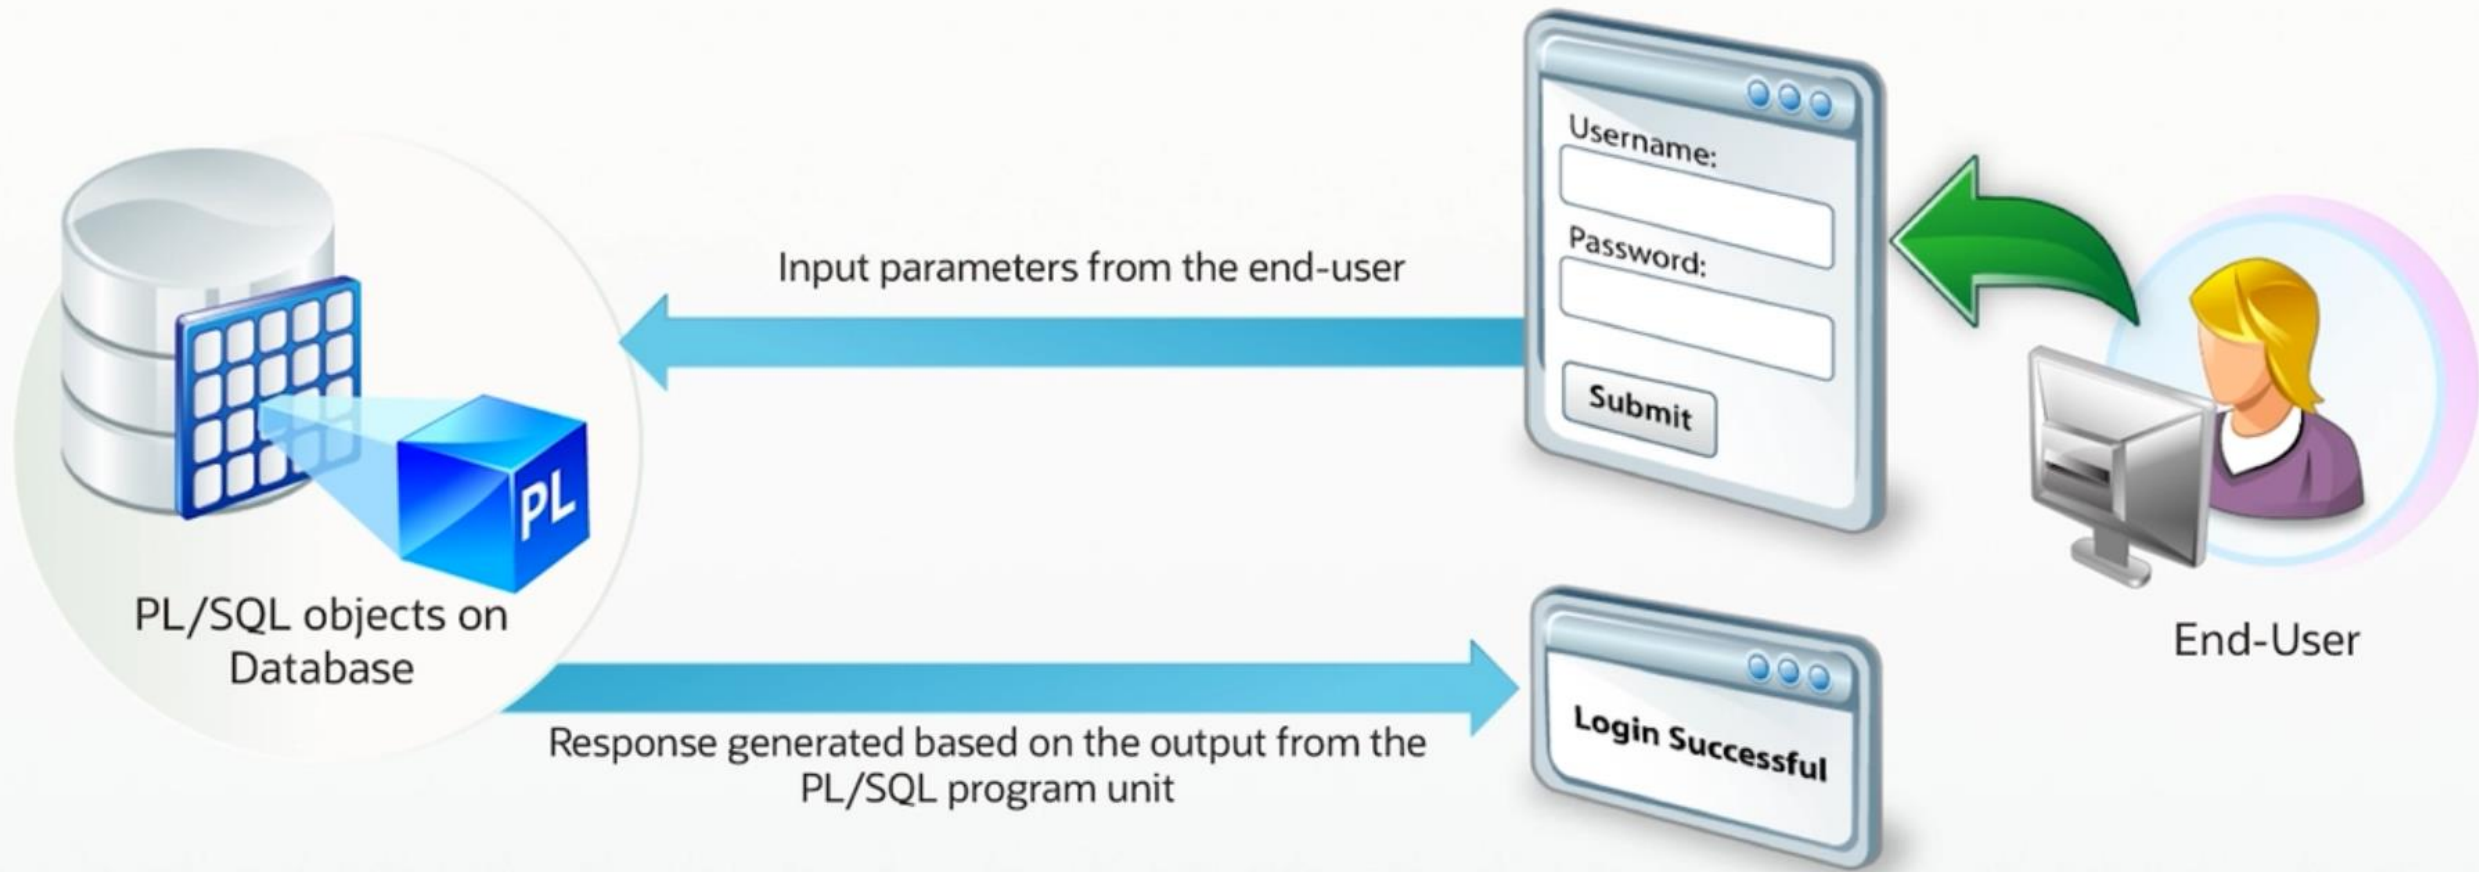 Username:
Password:
Submit
Input parameters from the end-user
PL
PL/SQL objects on
Database
End-User
Response generated based on the output from the
PL/SQL program unit
Login Successful